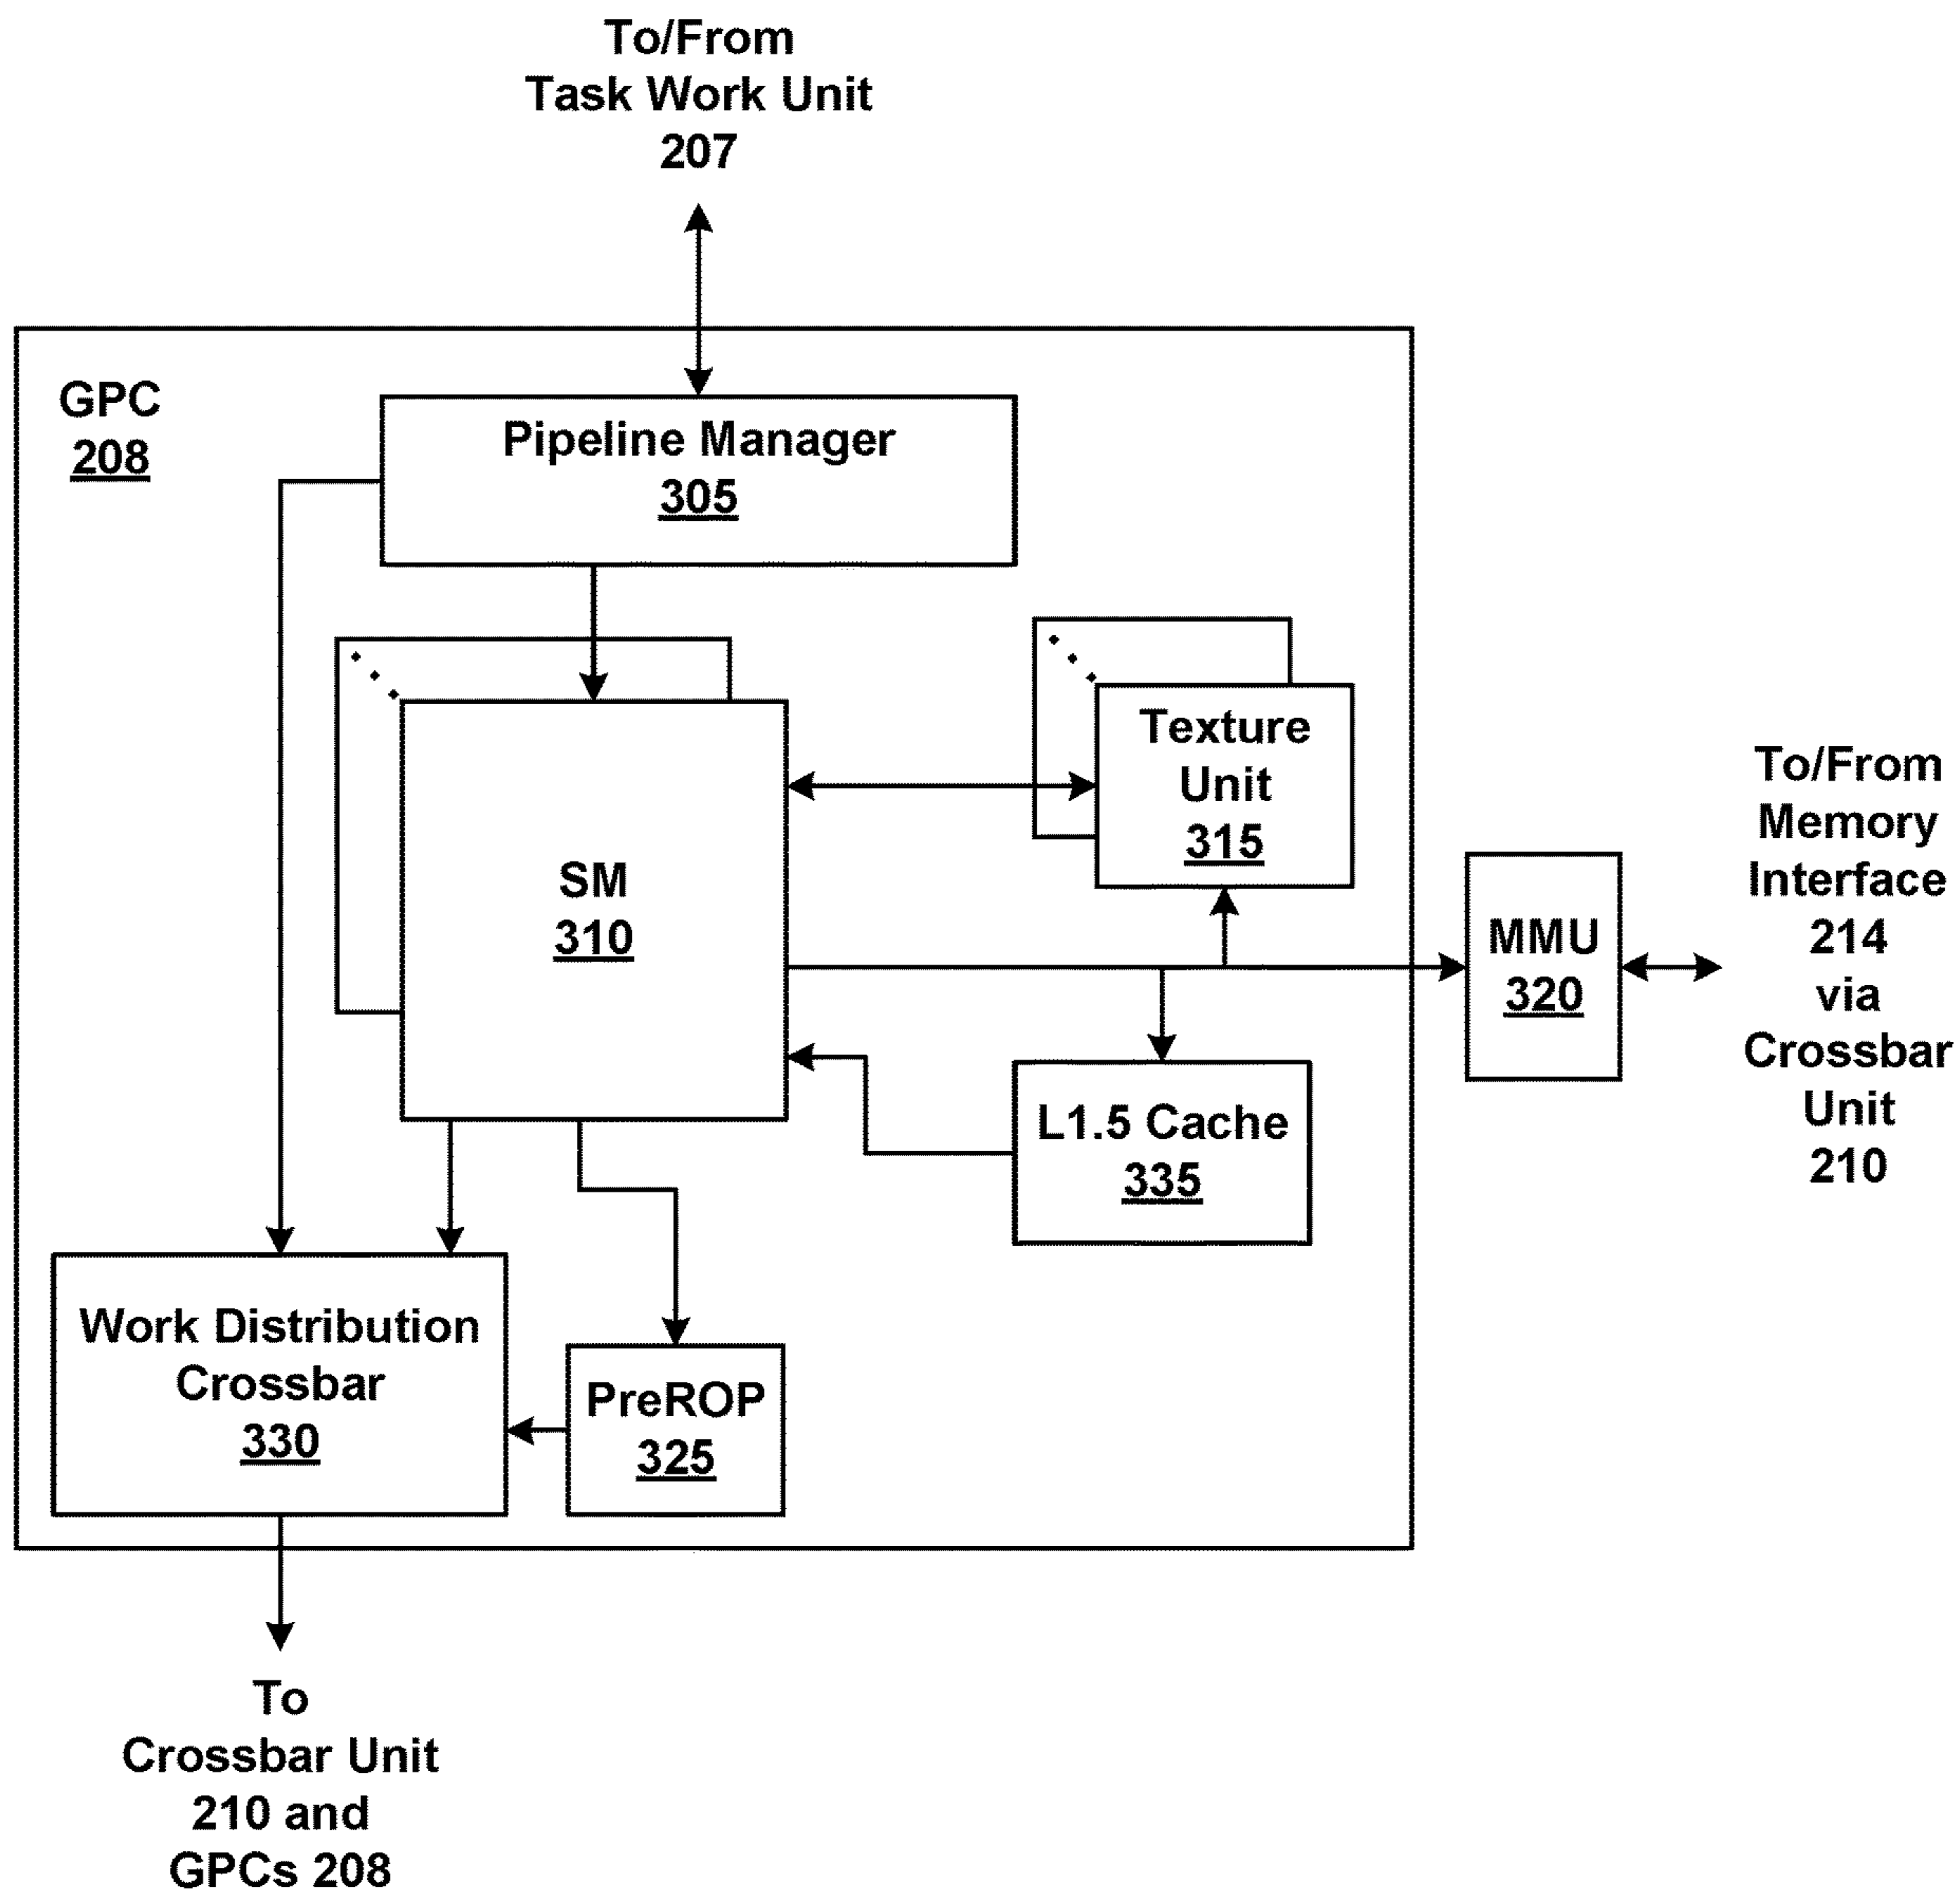 To/From
Task Work Unit
207
GPC
208
Pipeline Manager
305
Texture
Unit
315
SM
310
To/From
Memory
Interface
214
via
Crossbar
Unit
210
MMU
320
L1.5 Cache
335
Work Distribution
Crossbar
330
PreROP
325
To
Crossbar Unit
210 and
GPCs 208